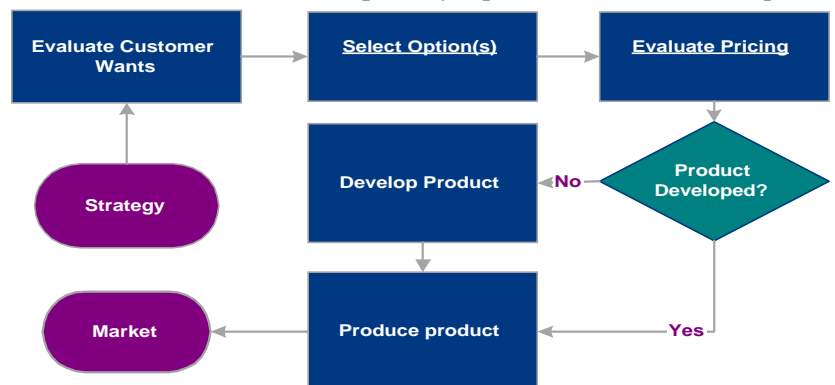 Evaluate Customer
Wants
Select Option(s)
Evaluate Pricing
Product
Developed?
No
Develop Product
Strategy
Yes
Produce product
Market